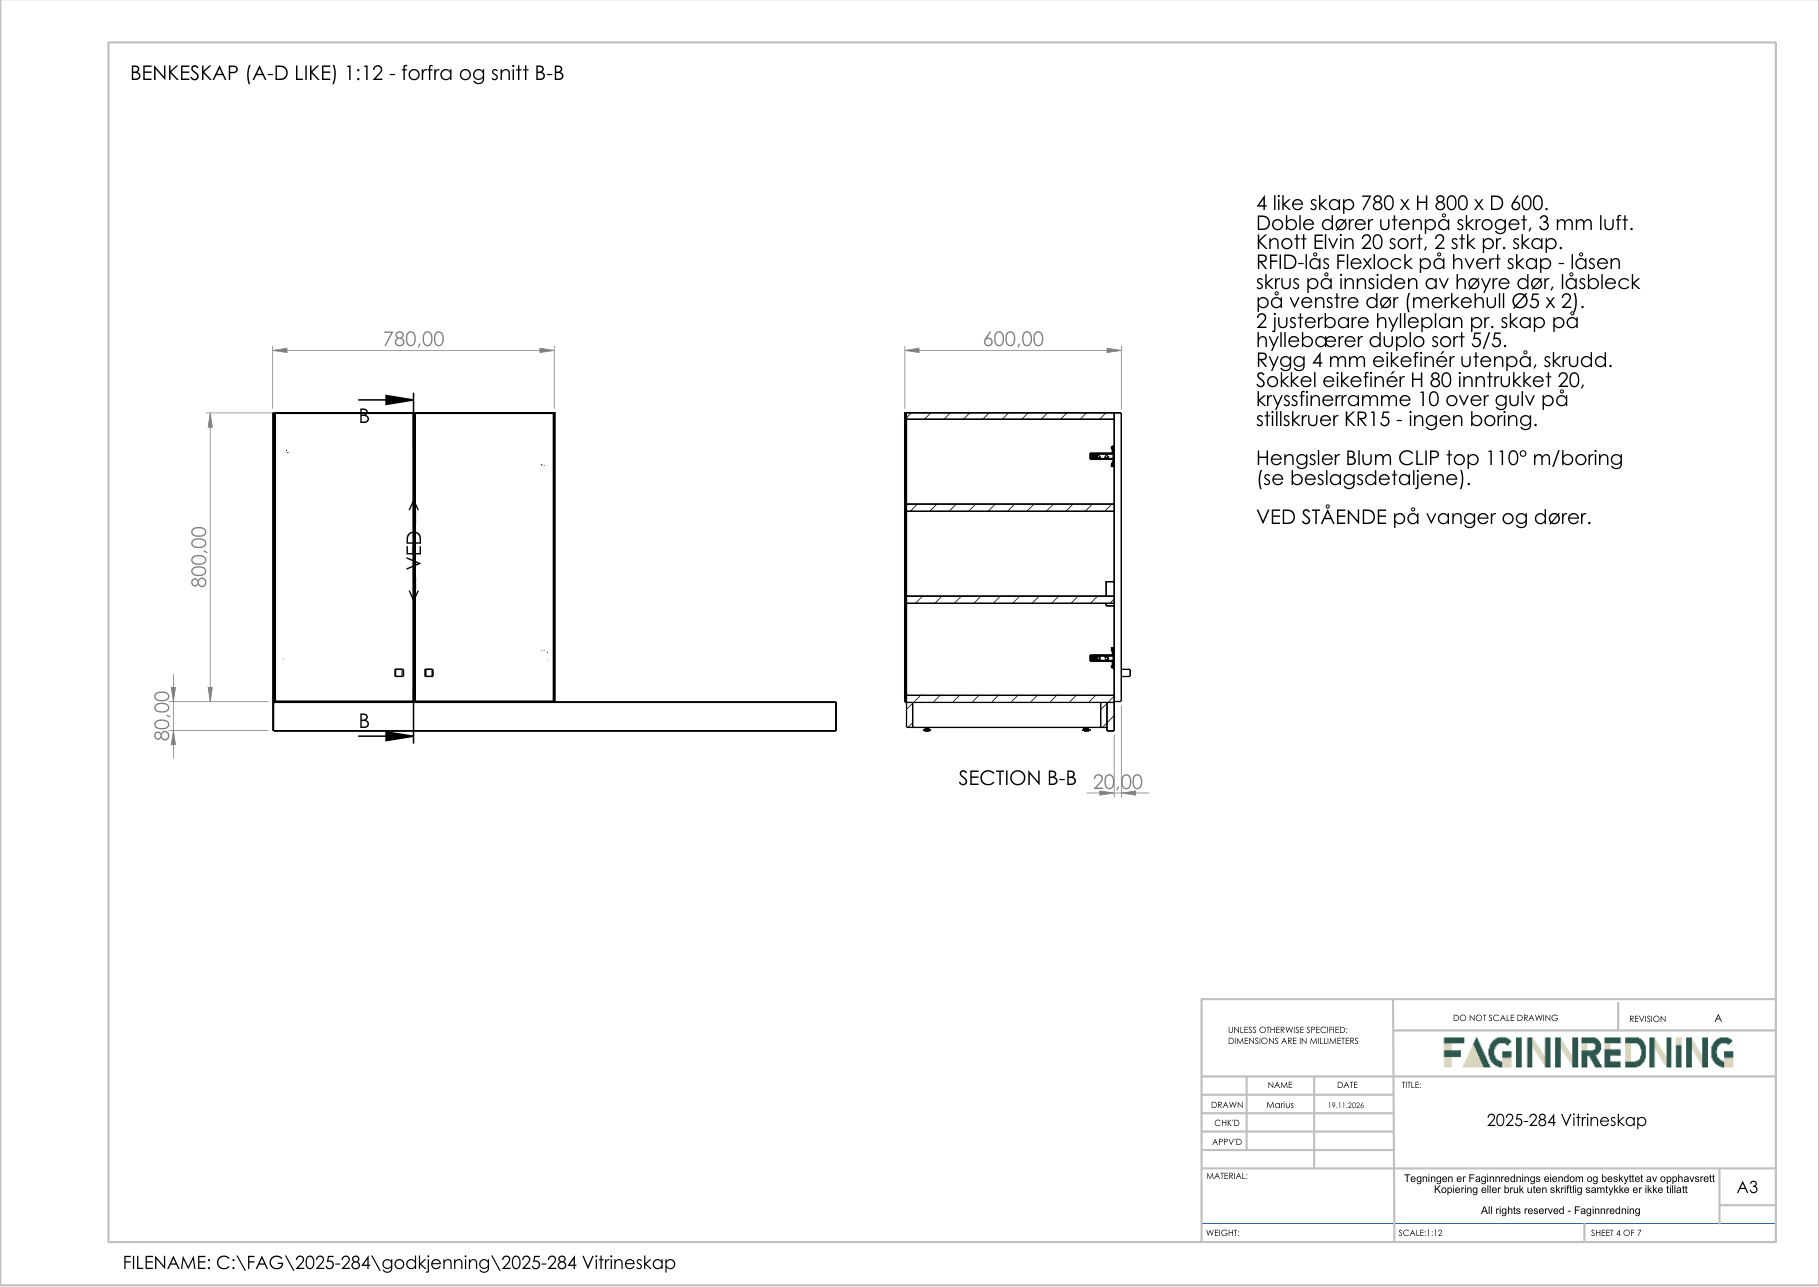 BENKESKAP (A-D LIKE) 1:12 - forfra og snitt B-B
4 like skap 780 x H 800 x D 600.
Doble dører utenpå skroget, 3 mm luft.
Knott Elvin 20 sort, 2 stk pr. skap.
RFID-lås Flexlock på hvert skap - låsen
skrus på innsiden av høyre dør, låsbleck
på venstre dør (merkehull Ø5 x 2).
2 justerbare hylleplan pr. skap på
hyllebærer duplo sort 5/5.
Rygg 4 mm eikefinér utenpå, skrudd.
Sokkel eikefinér H 80 inntrukket 20,
kryssfinerramme 10 over gulv på
stillskruer KR15 - ingen boring.
Hengsler Blum CLIP top 110° m/boring
(se beslagsdetaljene).
VED STÅENDE på vanger og dører.
780,00
600,00
B
800,00
<- VED ->
80,00
B
SECTION B-B
20,00
UNLESS OTHERWISE SPECIFIED:
DIMENSIONS ARE IN MILLIMETERS
DO NOT SCALE DRAWING
REVISION A
FAGINNREDNING
NAME DATE
DRAWN Marius 19.11.2026
CHK'D
APPV'D
TITLE:
2025-284 Vitrineskap
MATERIAL:
Tegningen er Faginnrednings eiendom og beskyttet av opphavsrett
Kopiering eller bruk uten skriftlig samtykke er ikke tillatt
All rights reserved - Faginnredning
A3
WEIGHT:
SCALE:1:12
SHEET 4 OF 7
FILENAME: C:\FAG\2025-284\godkjenning\2025-284 Vitrineskap